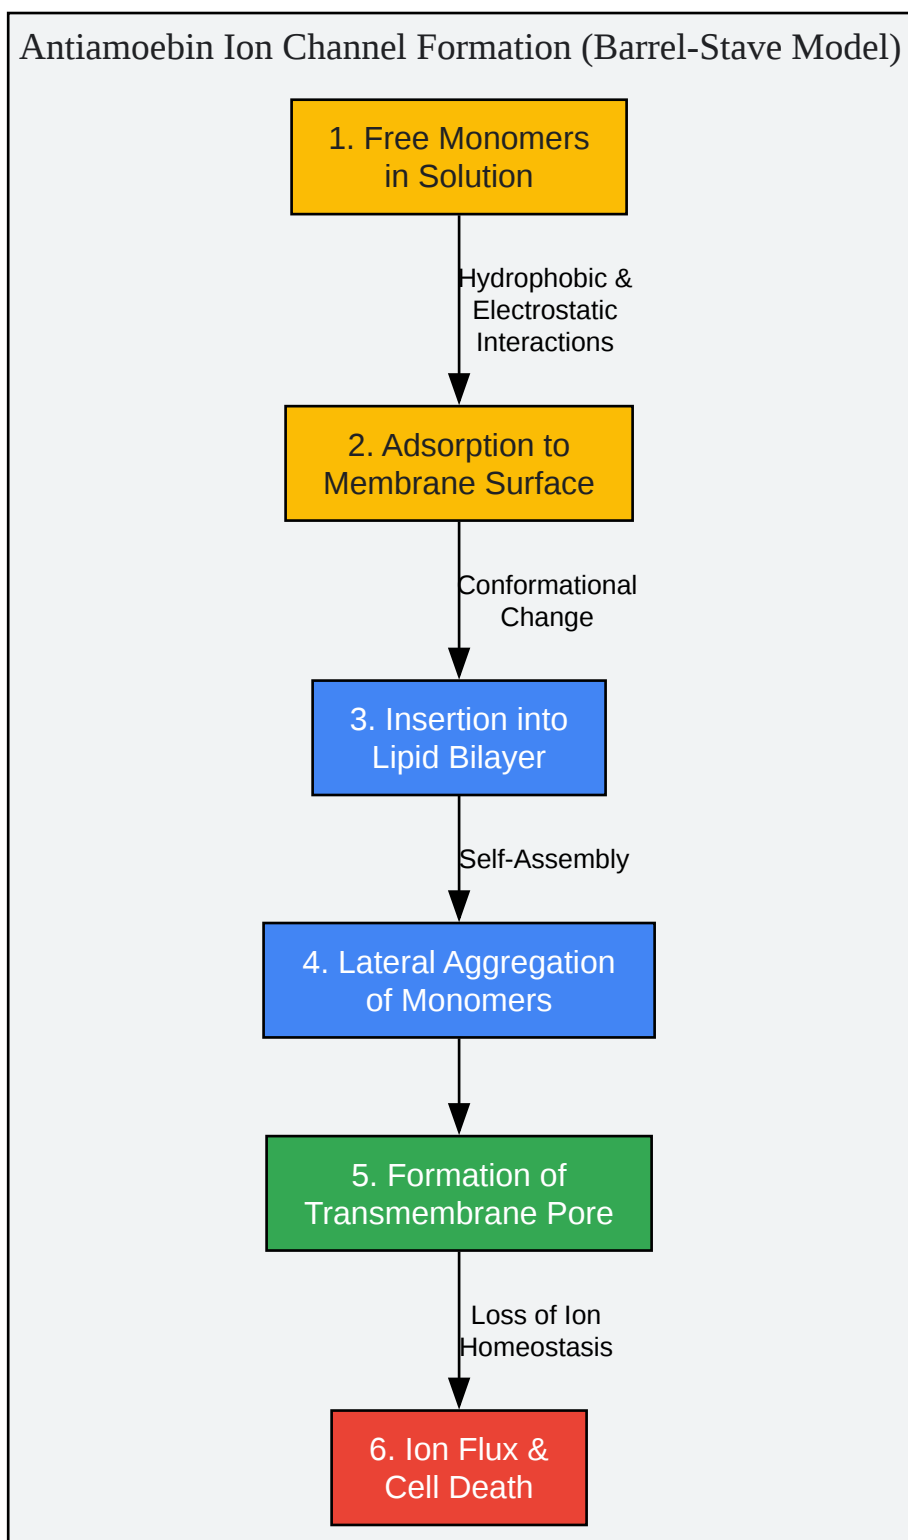 Antiamoebin Ion Channel Formation (Barrel-Stave Model)
1. Free Monomers
in Solution
Hydrophobic &
Electrostatic
Interactions
2. Adsorption to
Membrane Surface
Conformational
Change
3. Insertion into
Lipid Bilayer
Self-Assembly
4. Lateral Aggregation
of Monomers
5. Formation of
Transmembrane Pore
Loss of Ion
Homeostasis
6. Ion Flux &
Cell Death